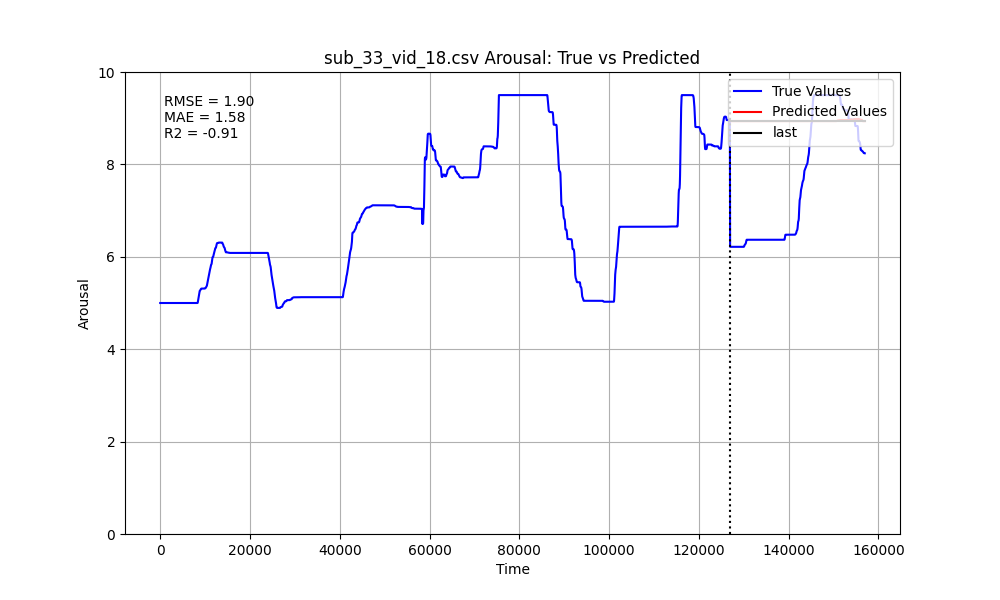 sub_33_vid_18.csv Arousal: True vs Predicted
RMSE = 1.90
MAE = 1.58
R2 = -0.91
True Values
Predicted Values
last
10
8
6
4
2
0
Arousal
0 20000 40000 60000 80000 100000 120000 140000 160000
Time